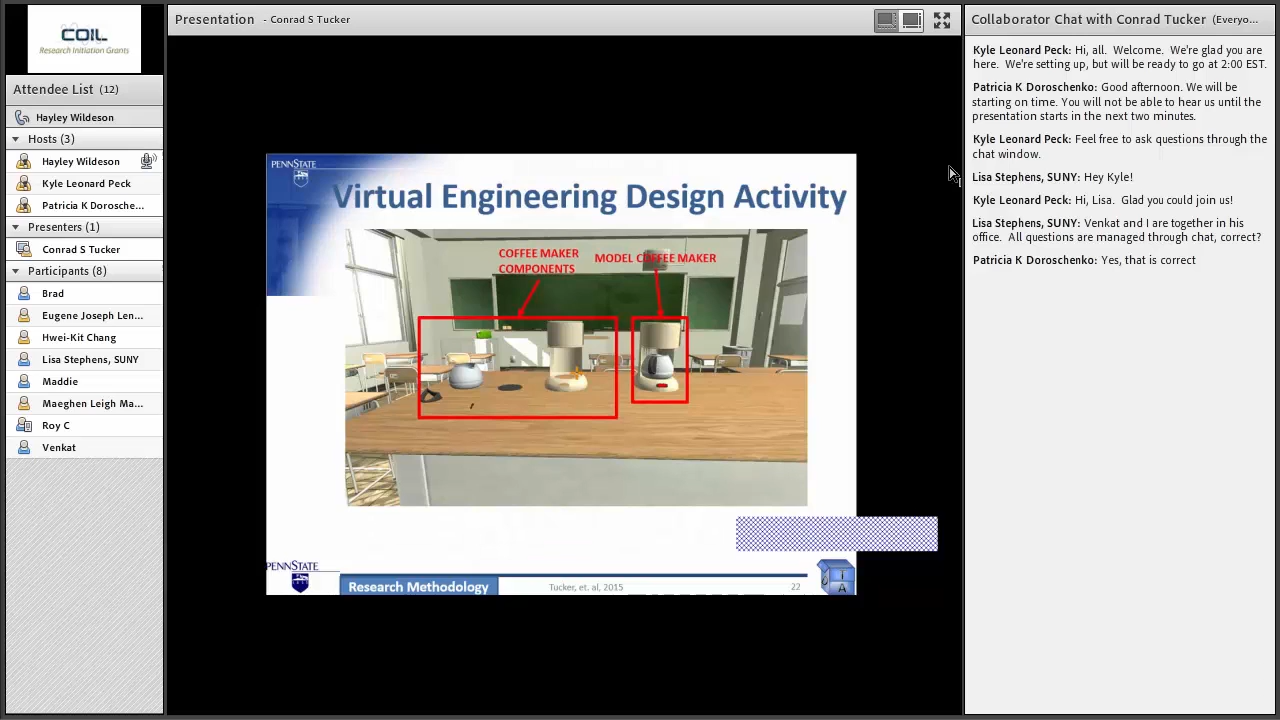 COIL
Research Initiation Grants
Attendee List (12)
Hayley Wildeson
Hosts (3)
Hayley Wildeson
Kyle Leonard Peck
Patricia K Dorosche...
Presenters (1)
Conrad S Tucker
Participants (8)
Brad
Eugene Joseph Len...
Hwei-Kit Chang
Lisa Stephens, SUNY
Maddie
Maeghen Leigh Ma...
Roy C
Venkat
Presentation - Conrad S Tucker
PENNSTATE
Virtual Engineering Design Activity
COFFEE MAKER
COMPONENTS
MODEL COFFEE MAKER
PENNSTATE
Research Methodology
Tucker, et. al, 2015
22
I
A
Collaborator Chat with Conrad Tucker (Everyo...
Kyle Leonard Peck: Hi, all. Welcome. We're glad you are
here. We're setting up, but will be ready to go at 2:00 EST.
Patricia K Doroschenko: Good afternoon. We will be
starting on time. You will not be able to hear us until the
presentation starts in the next two minutes.
Kyle Leonard Peck: Feel free to ask questions through the
chat window.
Lisa Stephens, SUNY: Hey Kyle!
Kyle Leonard Peck: Hi, Lisa. Glad you could join us!
Lisa Stephens, SUNY: Venkat and I are together in his
office. All questions are managed through chat, correct?
Patricia K Doroschenko: Yes, that is correct